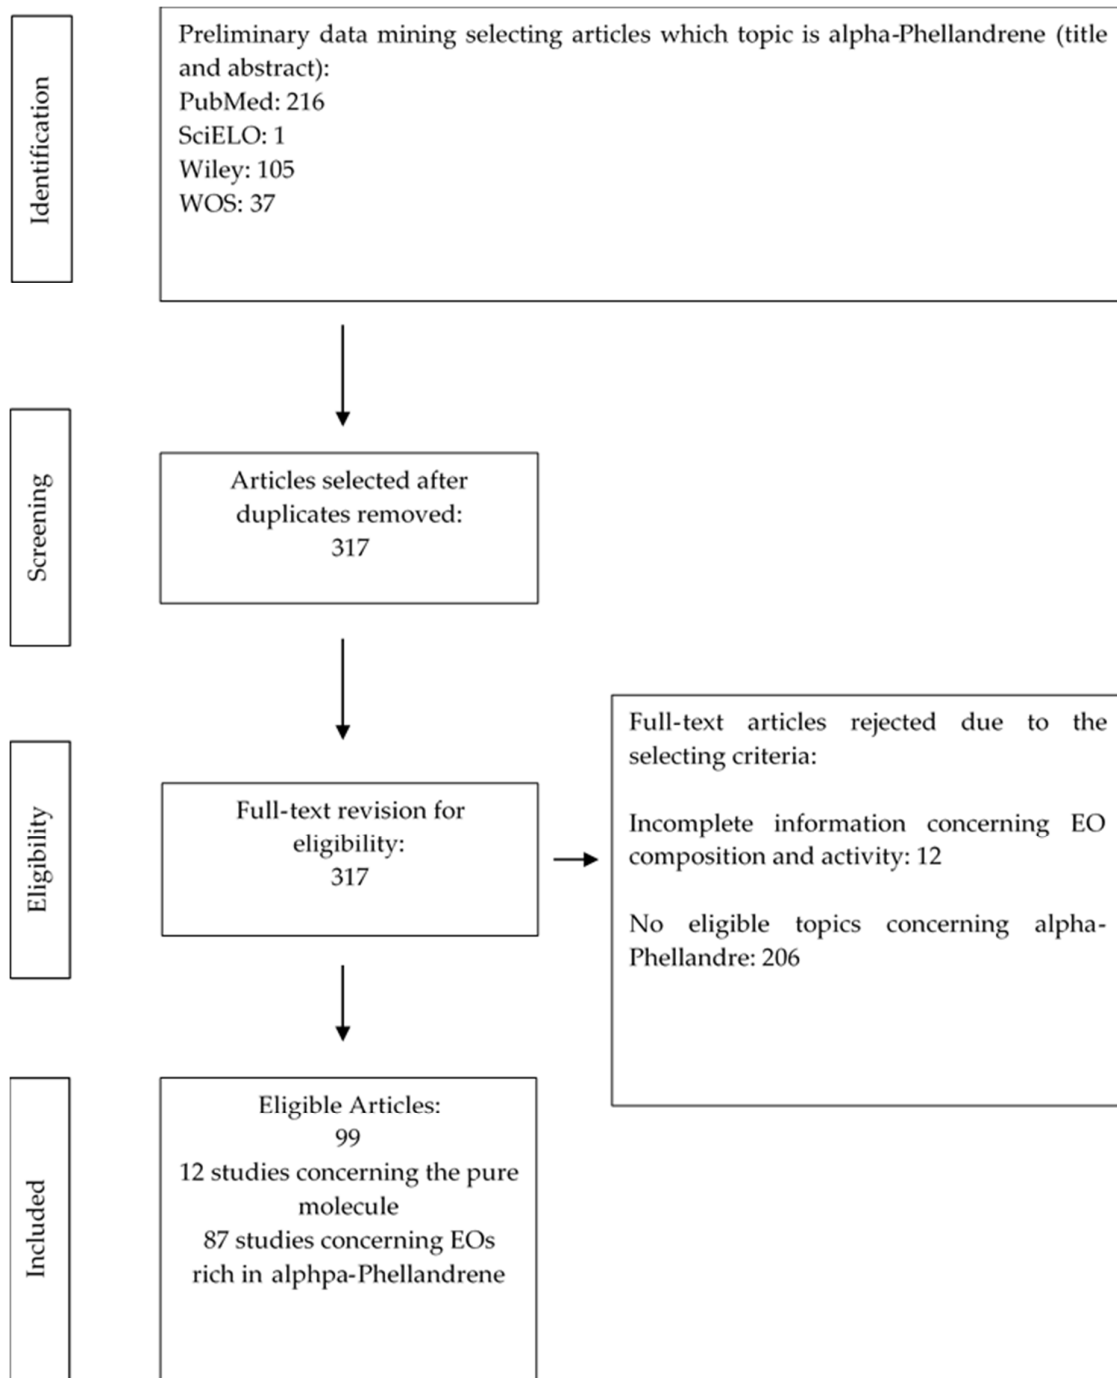 Identification
Preliminary data mining selecting articles which topic is alpha-Phellandrene (title
and abstract):
PubMed: 216
SciELO: 1
Wiley: 105
WOS: 37
Screening
Articles selected after
duplicates removed:
317
Eligibility
Full-text revision for
eligibility:
317
Full-text articles rejected due to the
selecting criteria:
Incomplete information concerning EO
composition and activity: 12
No eligible topics concerning alpha-
Phellandre: 206
Included
Eligible Articles:
99
12 studies concerning the pure
molecule
87 studies concerning EOs
rich in alphpa-Phellandrene